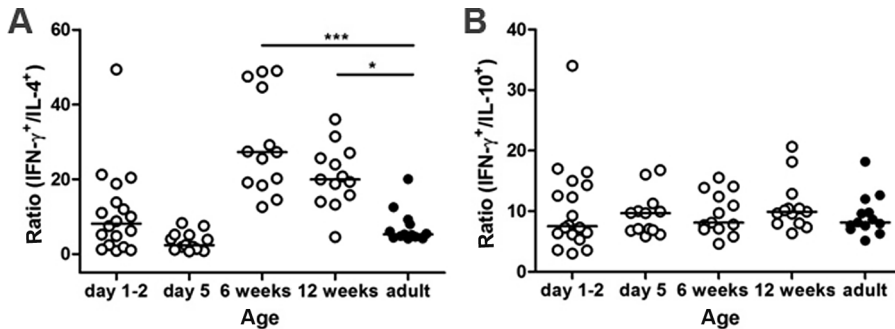 A
Ratio (IFN-γ⁺/IL-4⁺)
60
40
20
0
***
*
day 1-2 day 5 6 weeks 12 weeks adult
Age
B
Ratio (IFN-γ⁺/IL-10⁺)
40
30
20
10
0
day 1-2 day 5 6 weeks 12 weeks adult
Age